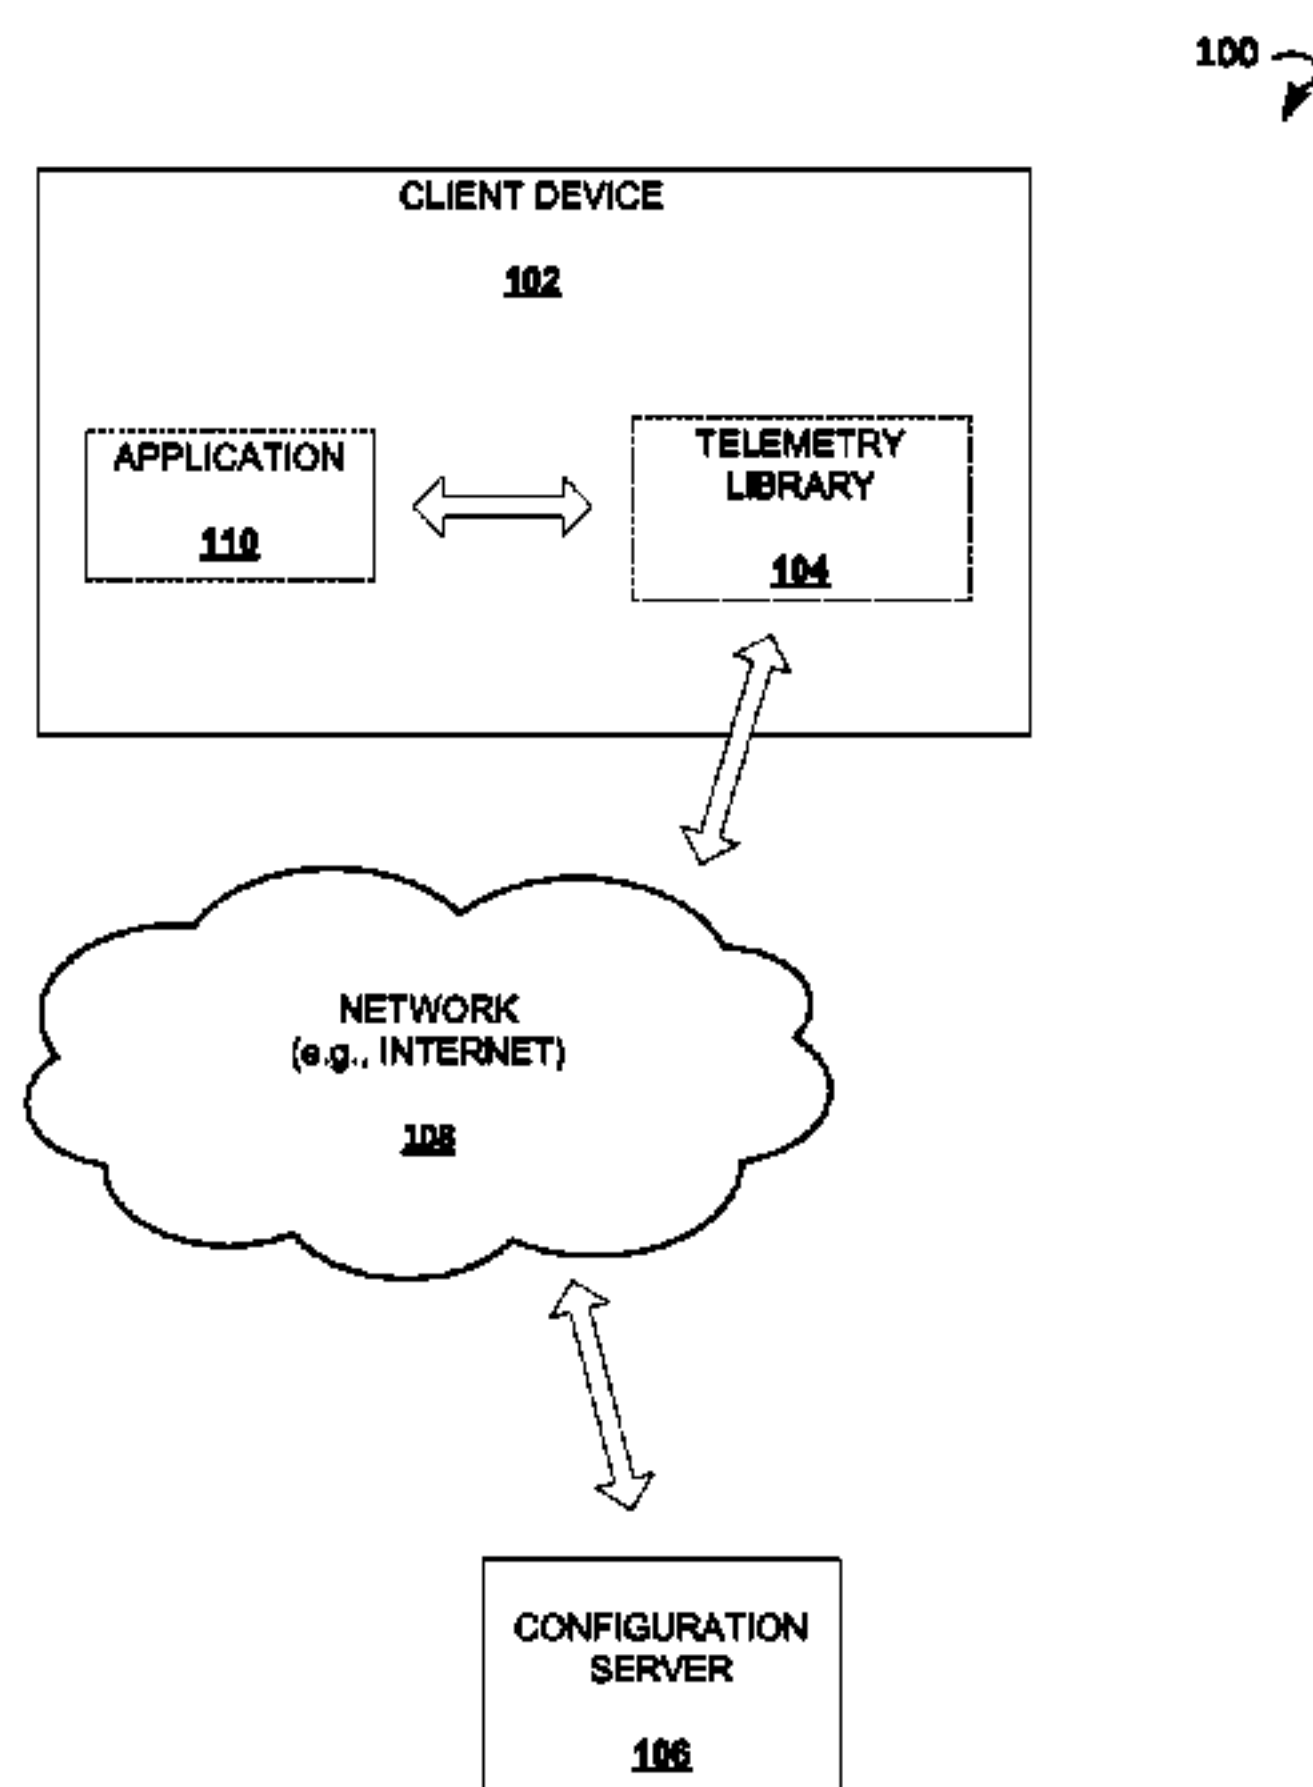 100
CLIENT DEVICE
102
APPLICATION
110
TELEMETRY
LIBRARY
104
NETWORK
(e.g., INTERNET)
108
CONFIGURATION
SERVER
106